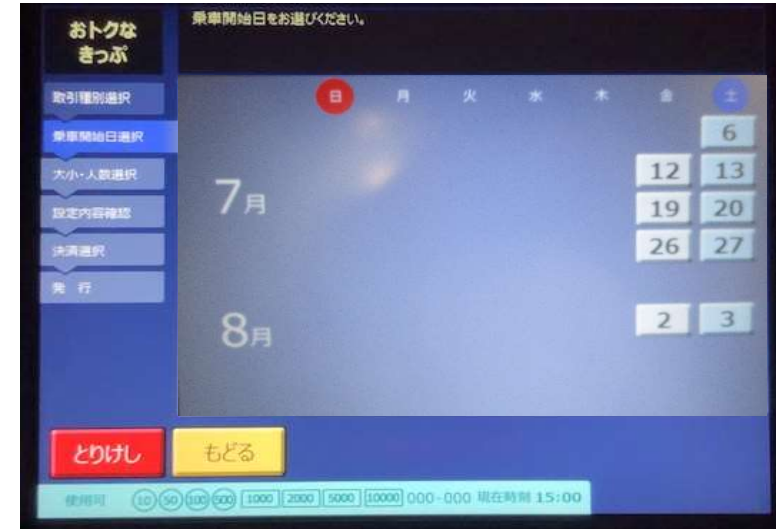 おトクな
きっぷ
乗車開始日をお選びください。
取引種別選択
乗車開始日選択
大小・人数選択
設定内容確認
決済選択
発 行
日 月 火 水 木 金 土
7月
6
12 13
19 20
26 27
8月
2 3
とりけし
もどる
使用可 10 50 100 500 1000 2000 5000 10000 000-000 現在時刻 15:00